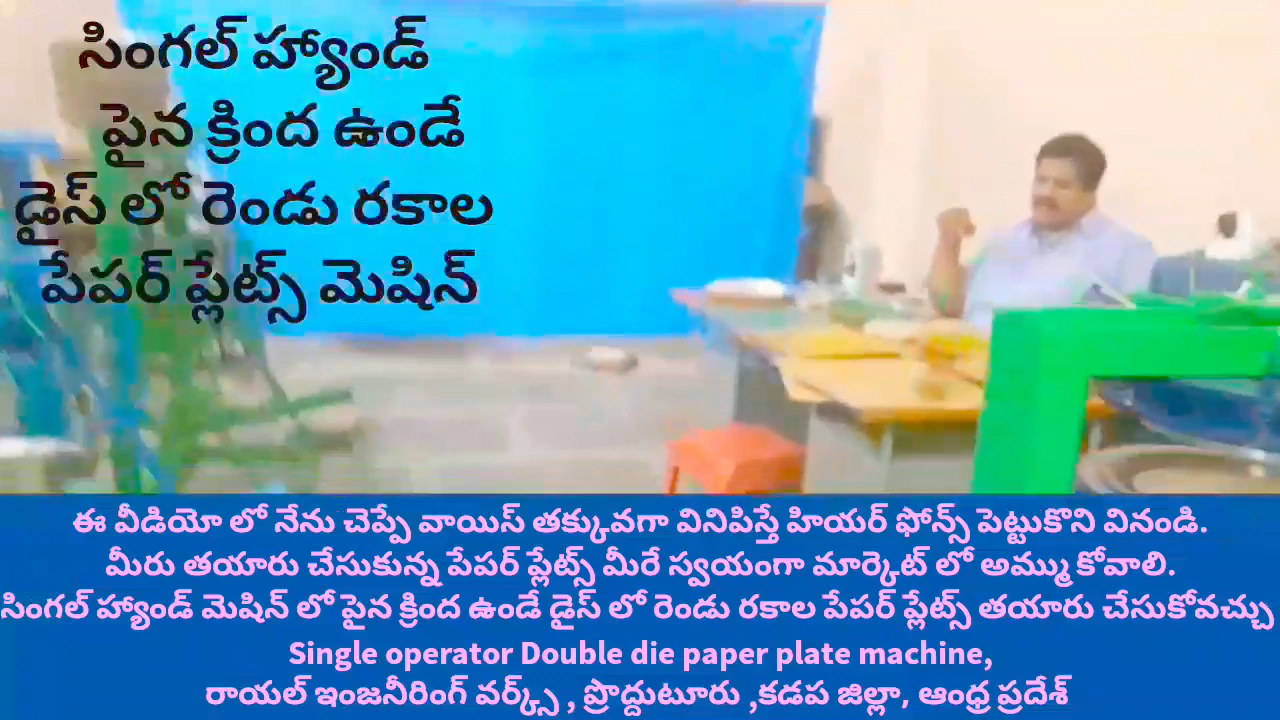 సింగల్ హ్యాండ్
పైన క్రింద ఉండే
డైస్ లో రెండు రకాల
పేపర్ ప్లేట్స్ మెషిన్
ఈ వీడియో లో నేను చెప్పే వాయిస్ తక్కువగా వినిపిస్తే హియర్ ఫోన్స్ పెట్టుకొని వినండి.
మీరు తయారు చేసుకున్న పేపర్ ప్లేట్స్ మీరే స్వయంగా మార్కెట్ లో అమ్ము కోవాలి.
సింగల్ హ్యాండ్ మెషిన్ లో పైన క్రింద ఉండే డైస్ లో రెండు రకాల పేపర్ ప్లేట్స్ తయారు చేసుకోవచ్చు
Single operator Double die paper plate machine,
రాయల్ ఇంజనీరింగ్ వర్క్స్ , ప్రొద్దుటూరు ,కడప జిల్లా, ఆంధ్ర ప్రదేశ్